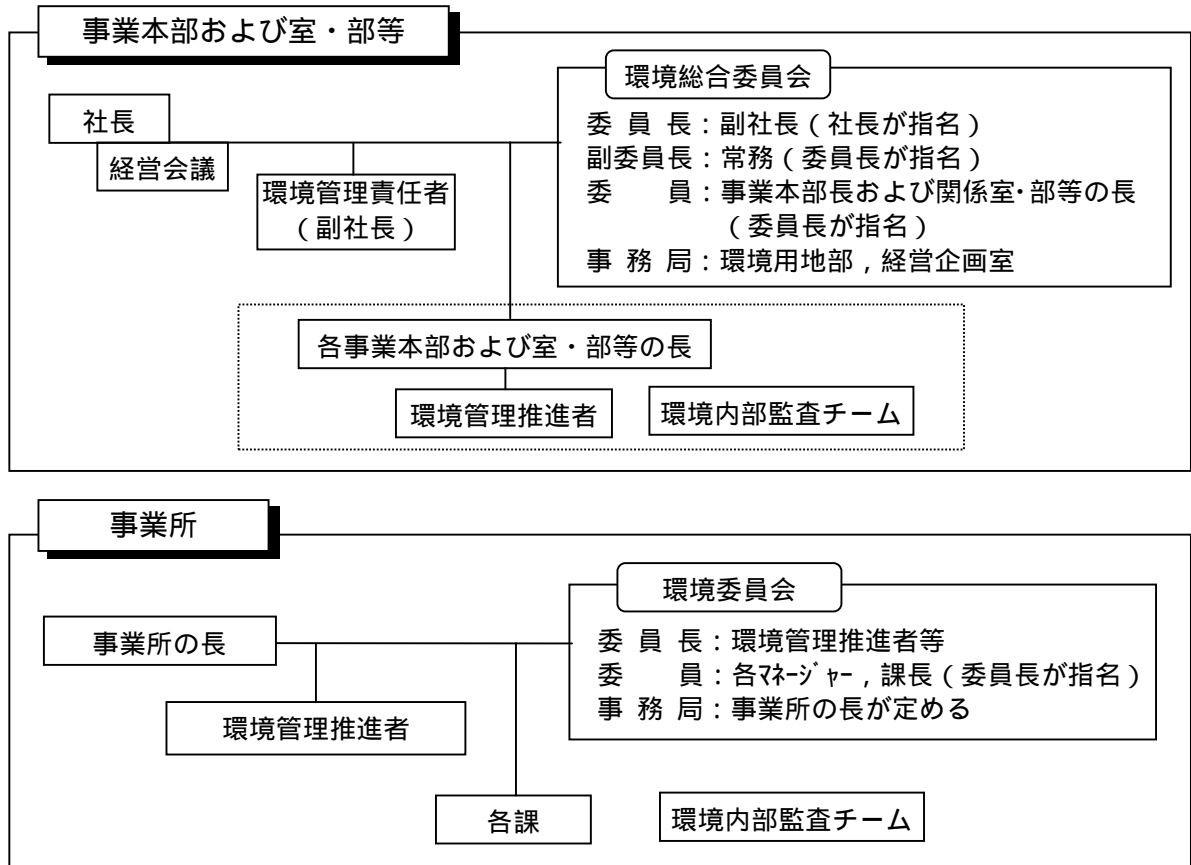 事業本部および室・部等
環境総合委員会
社長
経営会議
環境管理責任者
(副社長)
委 員 長：副社長(社長が指名)
副委員長：常務(委員長が指名)
委　　員：事業本部長および関係室・部等の長
(委員長が指名)
事 務 局：環境用地部，経営企画室
各事業本部および室・部等の長
環境管理推進者
環境内部監査チーム
事業所
環境委員会
事業所の長
環境管理推進者
委 員 長：環境管理推進者等
委　　員：各ﾏﾈｰｼﾞｬｰ，課長(委員長が指名)
事 務 局：事業所の長が定める
各課
環境内部監査チーム